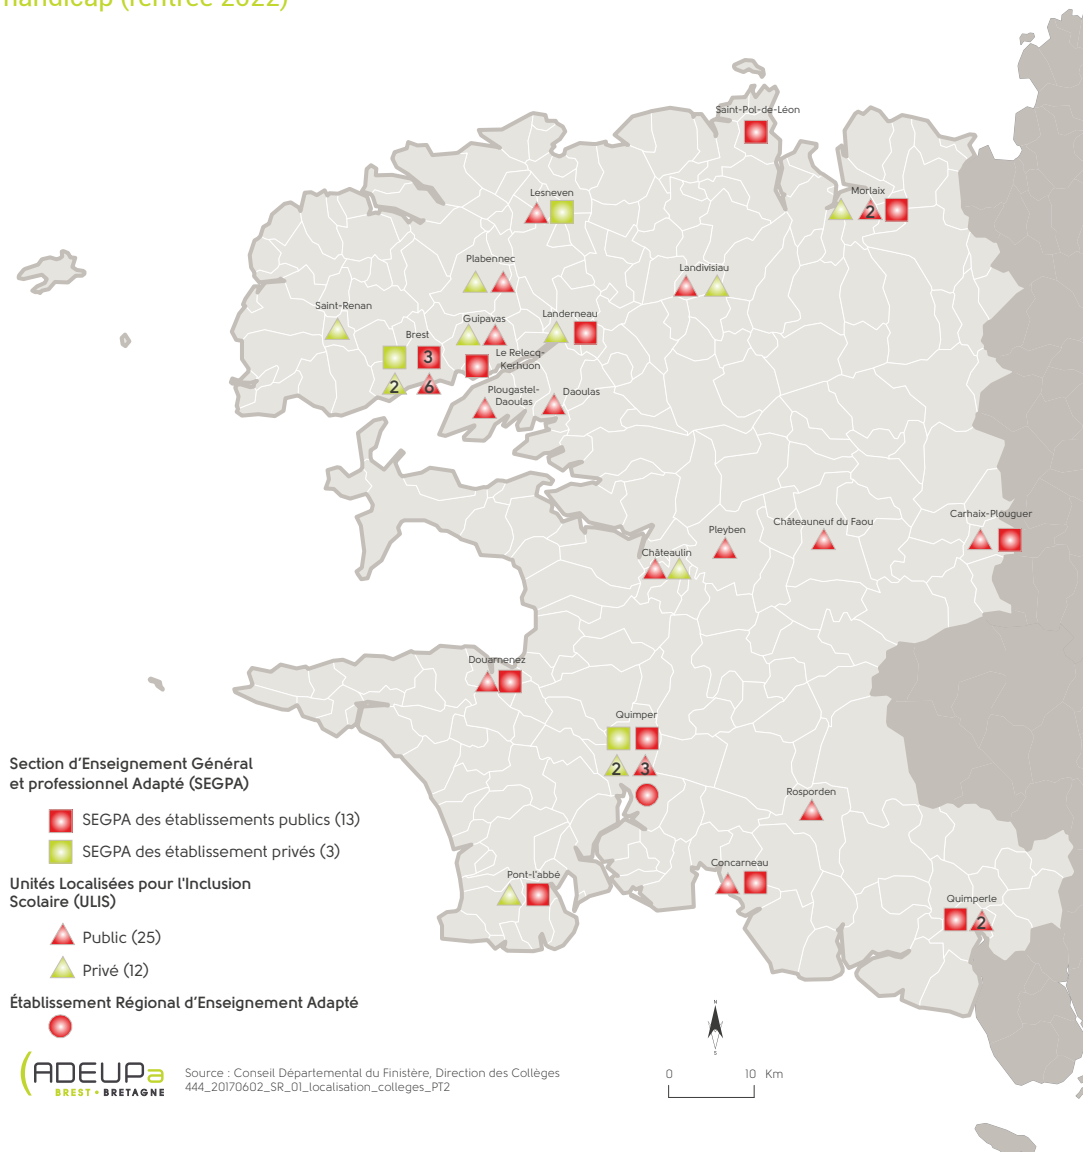 handicap (rentrée 2022)
Saint-Pol-de-Léon
Lesneven
Morlaix
2
Plabennec
Landivisiau
Saint-Renan
Guipavas
Landerneau
Brest
3
Le Relecq-
Kerhuon
2
6
Plougastel-
Daoulas
Daoulas
Carhaix-Plouguer
Châteauneuf du Faou
Pleyben
Châteaulin
Douarnenez
Quimper
2
3
Section d'Enseignement Général
et professionnel Adapté (SEGPA)
SEGPA des établissements publics (13)
SEGPA des établissement privés (3)
Unités Localisées pour l'Inclusion
Scolaire (ULIS)
Public (25)
Privé (12)
Établissement Régional d'Enseignement Adapté
Rosporden
Concarneau
Pont-l'abbé
Quimperle
2
N
S
0 10 Km
ADEUPa
BREST • BRETAGNE
Source : Conseil Départemental du Finistère, Direction des Collèges
444_20170602_SR_01_localisation_colleges_PT2